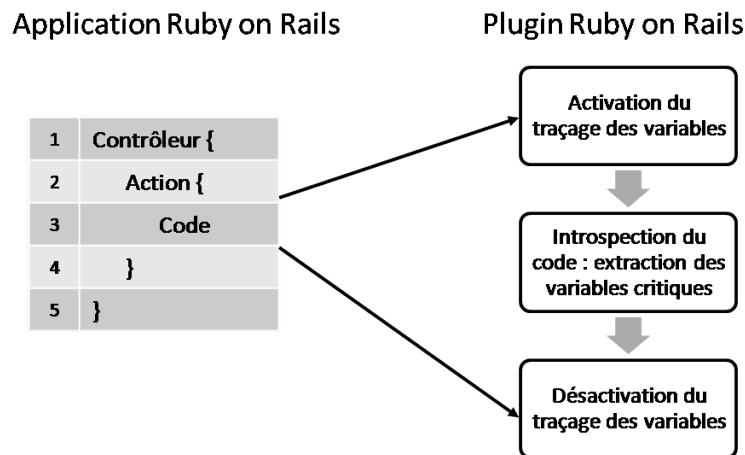 Application Ruby on Rails
1 Contrôleur {
2 Action {
3 Code
4 }
5 }
Plugin Ruby on Rails
Activation du
traçage des variables
Introspection du
code : extraction des
variables critiques
Désactivation du
traçage des variables